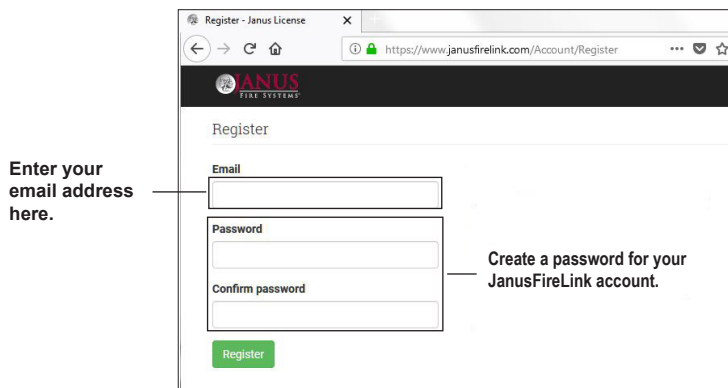 Register - Janus License
https://www.janusfirelink.com/Account/Register
JANUS
FIRE SYSTEMS
Register
Email
Enter your
email address
here.
Password
Create a password for your
JanusFireLink account.
Confirm password
Register